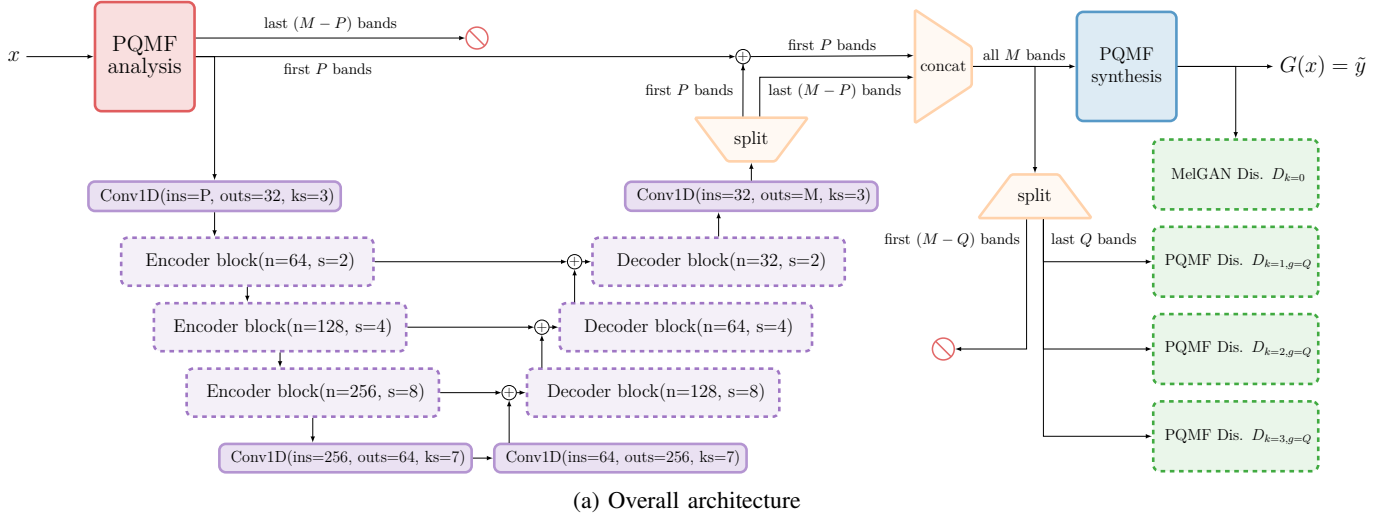 x
PQMF
analysis
last (M − P) bands
first P bands
first P bands
last (M − P) bands
first P bands
concat
all M bands
PQMF
synthesis
G(x) = ỹ
split
Conv1D(ins=P, outs=32, ks=3)
Conv1D(ins=32, outs=M, ks=3)
split
MelGAN Dis. D_{k=0}
first (M − Q) bands
last Q bands
Encoder block(n=64, s=2)
Decoder block(n=32, s=2)
PQMF Dis. D_{k=1,g=Q}
Encoder block(n=128, s=4)
Decoder block(n=64, s=4)
PQMF Dis. D_{k=2,g=Q}
Encoder block(n=256, s=8)
Decoder block(n=128, s=8)
PQMF Dis. D_{k=3,g=Q}
Conv1D(ins=256, outs=64, ks=7)
Conv1D(ins=64, outs=256, ks=7)
(a) Overall architecture